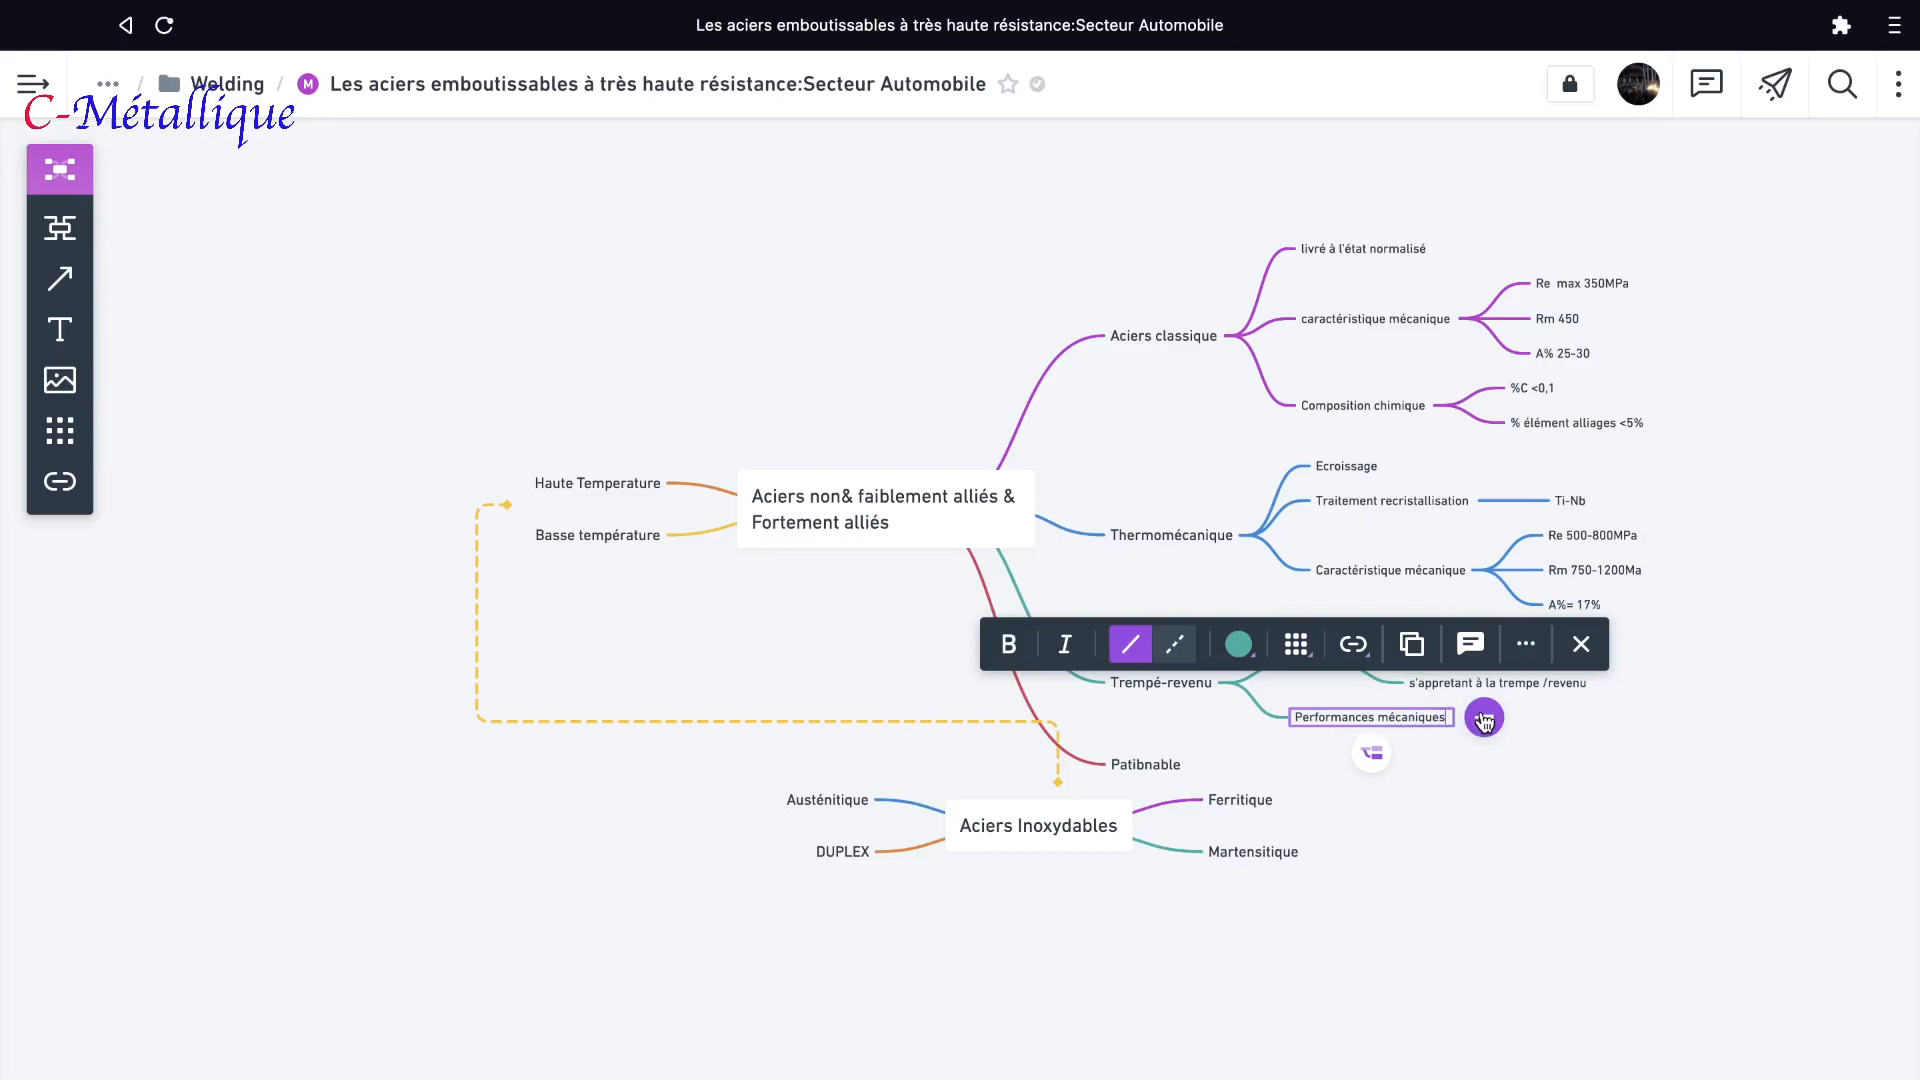 Les aciers emboutissables à très haute résistance:Secteur Automobile
Welding
M
Les aciers emboutissables à très haute résistance:Secteur Automobile
C-Métallique
livré à l'état normalisé
Re max 350MPa
caractéristique mécanique
Rm 450
Aciers classique
A% 25-30
%C <0,1
Composition chimique
% élément alliages <5%
Ecroissage
Haute Temperature
Aciers non& faiblement alliés &
Fortement alliés
Traitement recristallisation
Ti-Nb
Basse température
Thermomécanique
Re 500-800MPa
Caractéristique mécanique
Rm 750-1200Ma
A%= 17%
B
I
Trempé-revenu
s'appretant à la trempe /revenu
Performances mécaniques
Patibnable
Austénitique
Ferritique
Aciers Inoxydables
DUPLEX
Martensitique